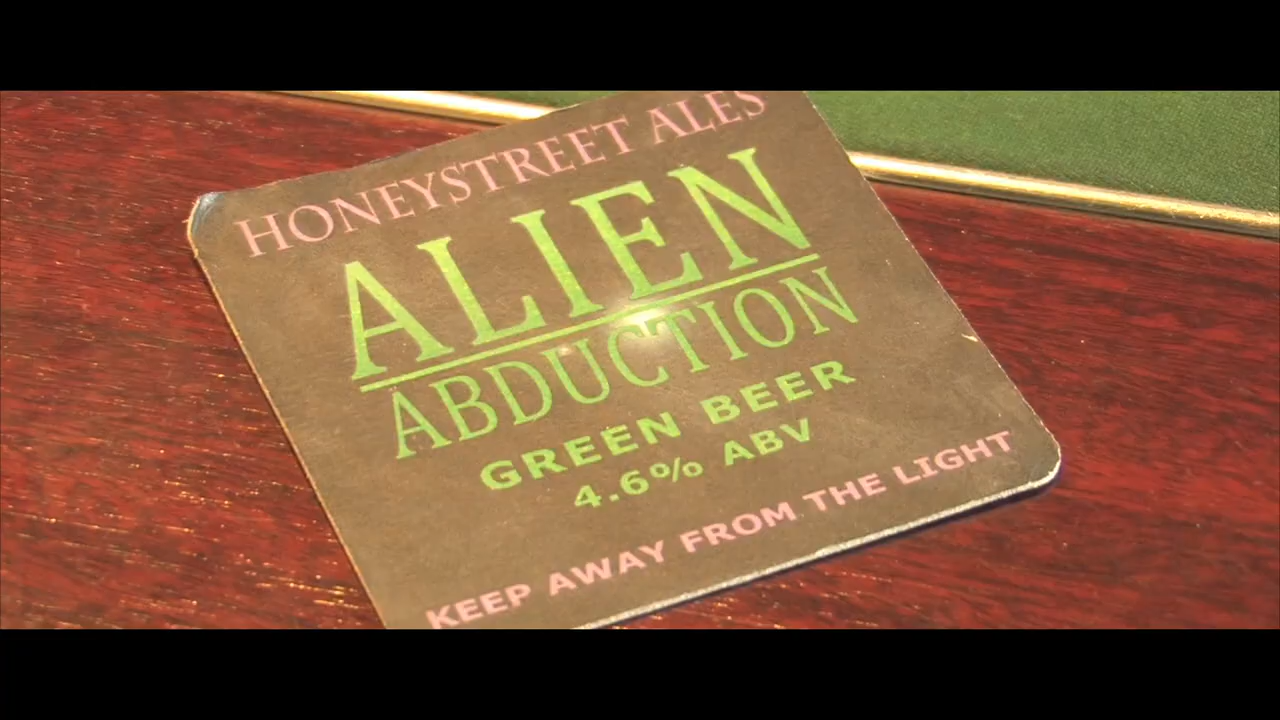 HONEYSTREET ALES
ALIEN
ABDUCTION
GREEN BEER
4.6% ABV
KEEP AWAY FROM THE LIGHT